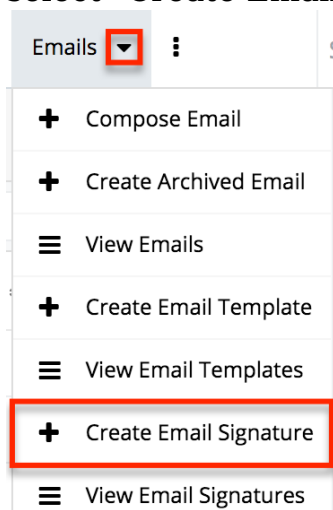 Emails
Compose Email
Create Archived Email
View Emails
Create Email Template
View Email Templates
Create Email Signature
View Email Signatures